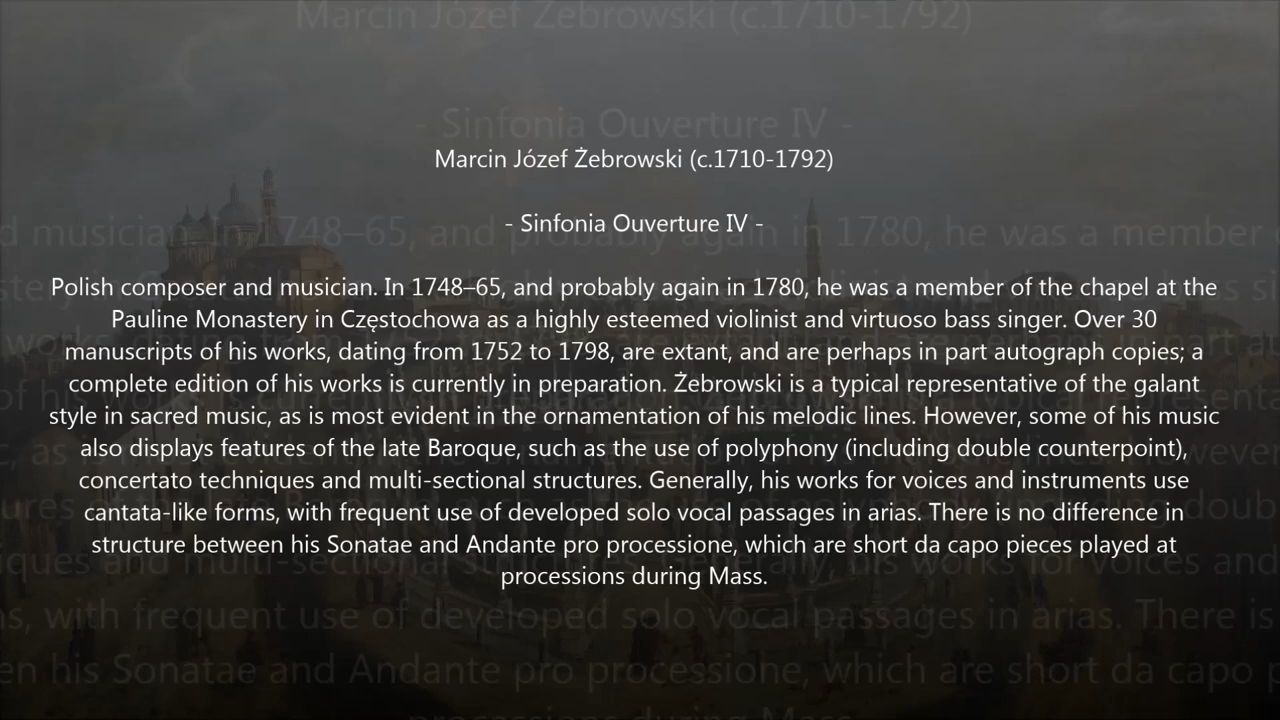 Marcin Józef Żebrowski (c.1710-1792)
- Sinfonia Ouverture IV -
Polish composer and musician. In 1748–65, and probably again in 1780, he was a member of the chapel at the
Pauline Monastery in Częstochowa as a highly esteemed violinist and virtuoso bass singer. Over 30
manuscripts of his works, dating from 1752 to 1798, are extant, and are perhaps in part autograph copies; a
complete edition of his works is currently in preparation. Żebrowski is a typical representative of the galant
style in sacred music, as is most evident in the ornamentation of his melodic lines. However, some of his music
also displays features of the late Baroque, such as the use of polyphony (including double counterpoint),
concertato techniques and multi-sectional structures. Generally, his works for voices and instruments use
cantata-like forms, with frequent use of developed solo vocal passages in arias. There is no difference in
structure between his Sonatae and Andante pro processione, which are short da capo pieces played at
processions during Mass.